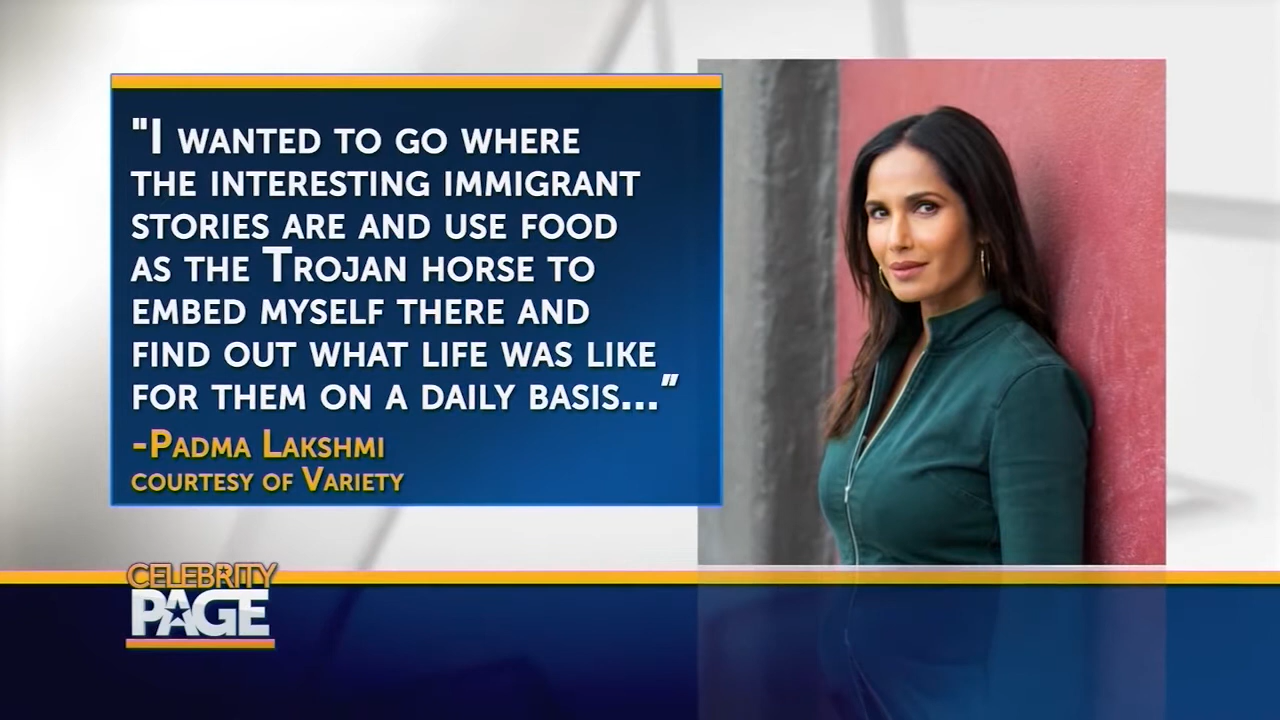 "I WANTED TO GO WHERE
THE INTERESTING IMMIGRANT
STORIES ARE AND USE FOOD
AS THE TROJAN HORSE TO
EMBED MYSELF THERE AND
FIND OUT WHAT LIFE WAS LIKE
FOR THEM ON A DAILY BASIS..."
-PADMA LAKSHMI
COURTESY OF VARIETY
CELEBRITY
PAGE